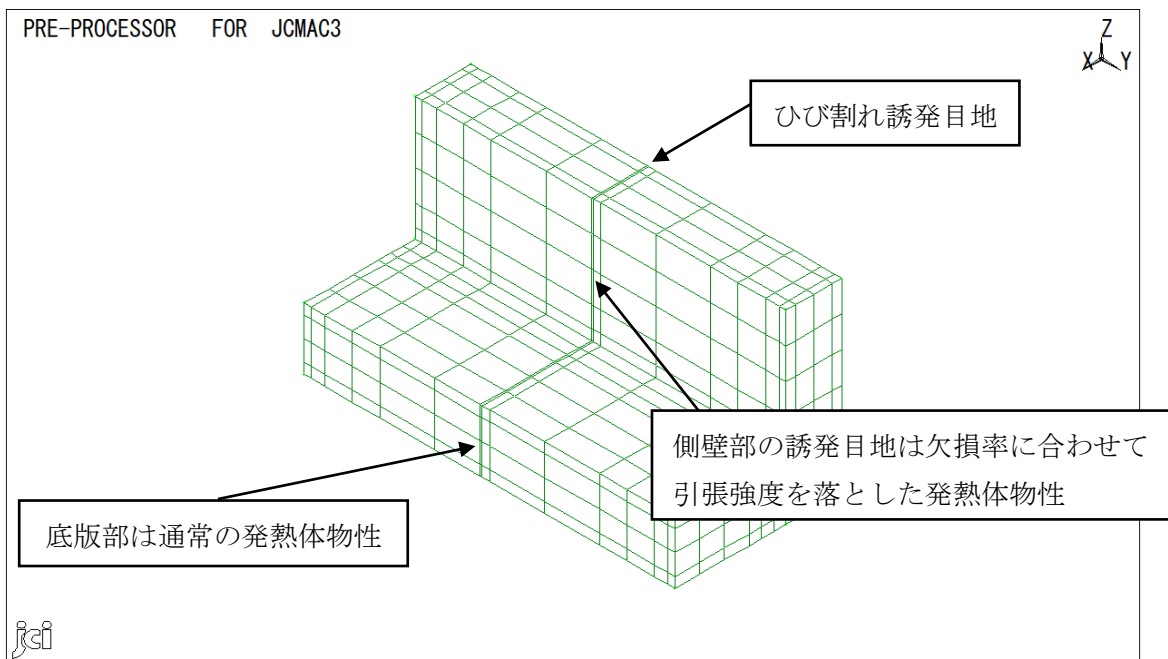 PRE-PROCESSOR FOR JCMAC3
Z
X Y
ひび割れ誘発目地
側壁部の誘発目地は欠損率に合わせて
引張強度を落とした発熱体物性
底版部は通常の発熱体物性
jci